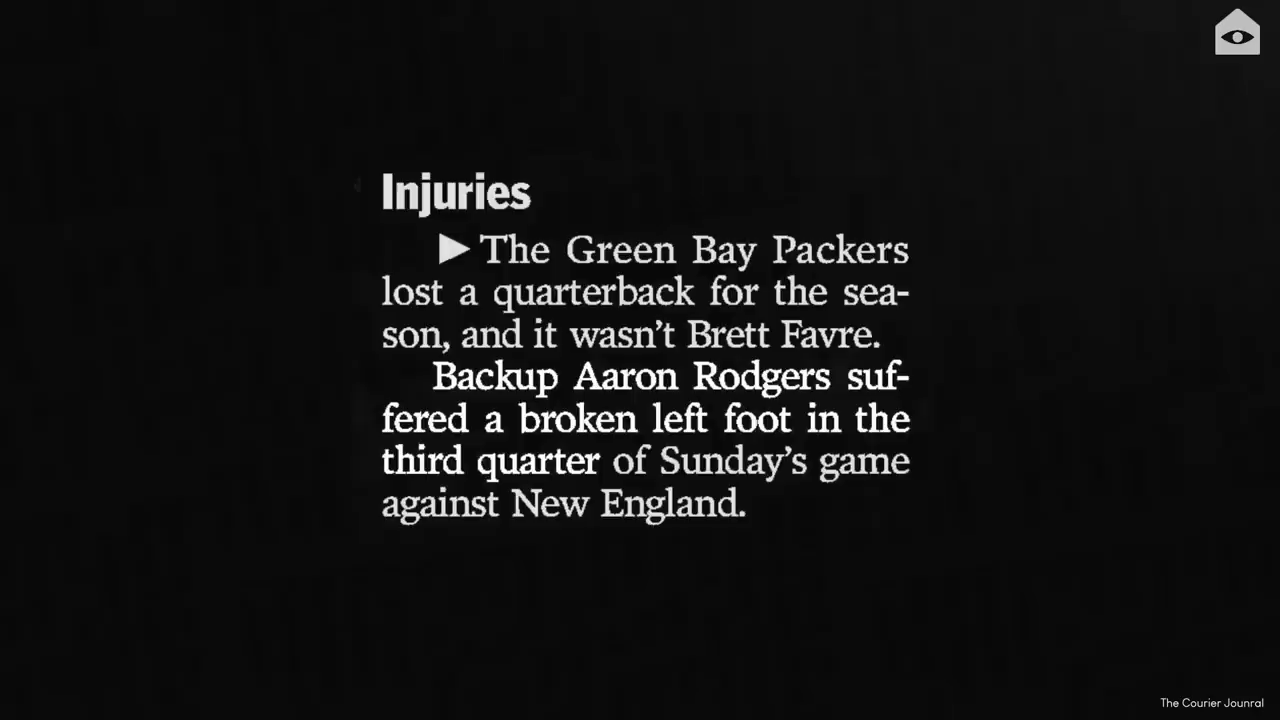 Injuries
▶ The Green Bay Packers
lost a quarterback for the sea-
son, and it wasn't Brett Favre.
Backup Aaron Rodgers suf-
fered a broken left foot in the
third quarter of Sunday's game
against New England.
The Courier Jounral